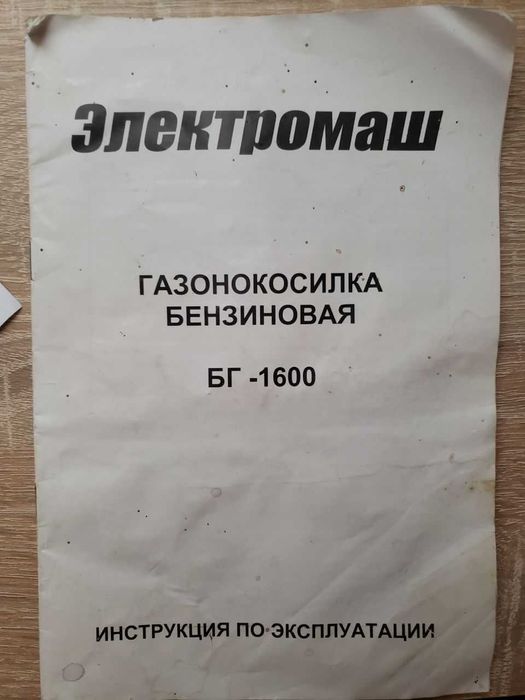 Электромаш
ГАЗОНОКОСИЛКА
БЕНЗИНОВАЯ
БГ -1600
ИНСТРУКЦИЯ ПО ЭКСПЛУАТАЦИИ